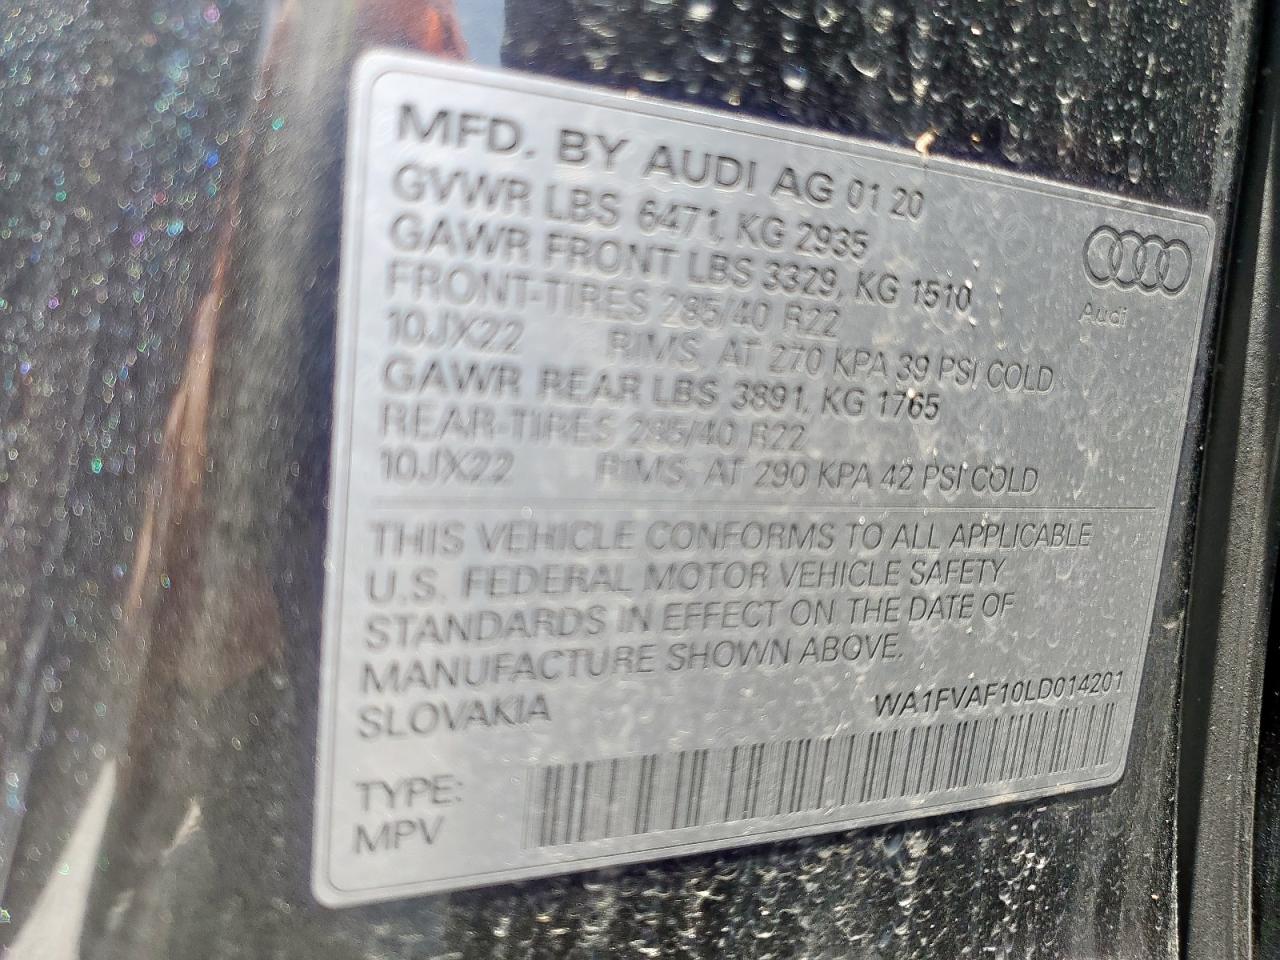 MFD. BY AUDI AG 01 20
GVWR LBS 6471, KG 2935
GAWR FRONT LBS 3329, KG 1510
FRONT-TIRES 285/40 R22
10JX22 RIMS, AT 270 KPA 39 PSI COLD
GAWR REAR LBS 3891, KG 1765
REAR-TIRES 285/40 R22
10JX22 RIMS, AT 290 KPA 42 PSI COLD
Audi
THIS VEHICLE CONFORMS TO ALL APPLICABLE
U.S. FEDERAL MOTOR VEHICLE SAFETY
STANDARDS IN EFFECT ON THE DATE OF
MANUFACTURE SHOWN ABOVE.
SLOVAKIA WA1FVAF10LD014201
TYPE:
MPV